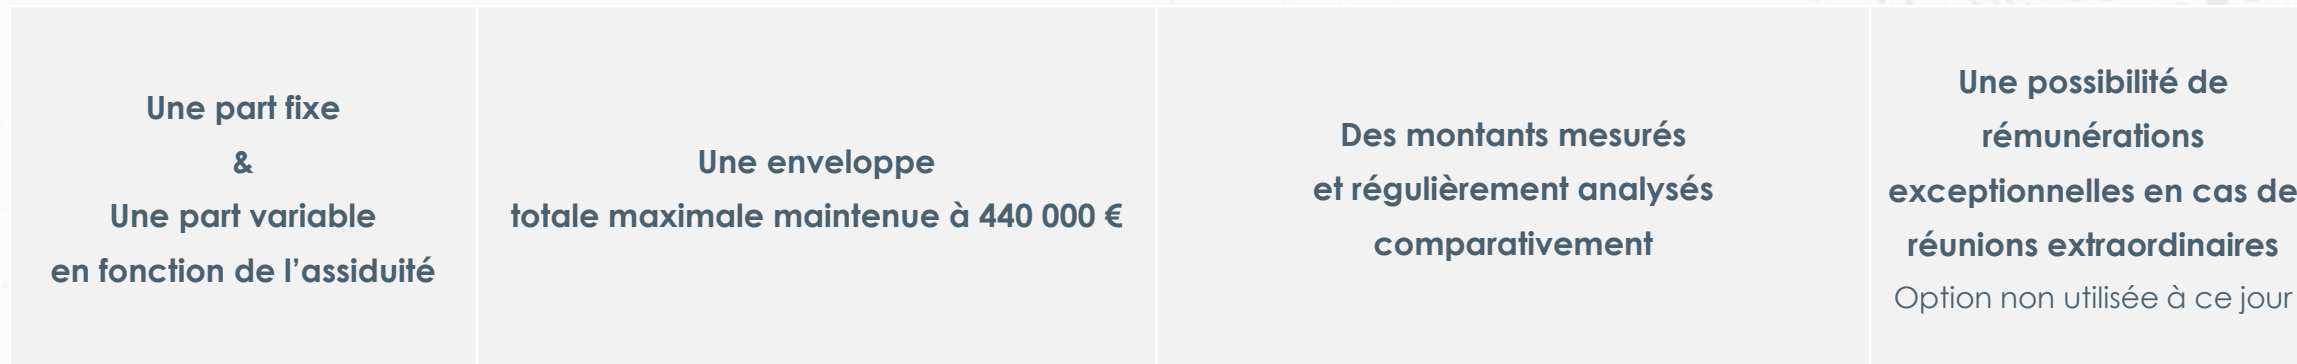 Une part fixe
&
Une part variable
en fonction de l’assiduité
Une enveloppe
totale maximale maintenue à 440 000 €
Des montants mesurés
et régulièrement analysés
comparativement
Une possibilité de
rémunérations
exceptionnelles en cas de
réunions extraordinaires
Option non utilisée à ce jour